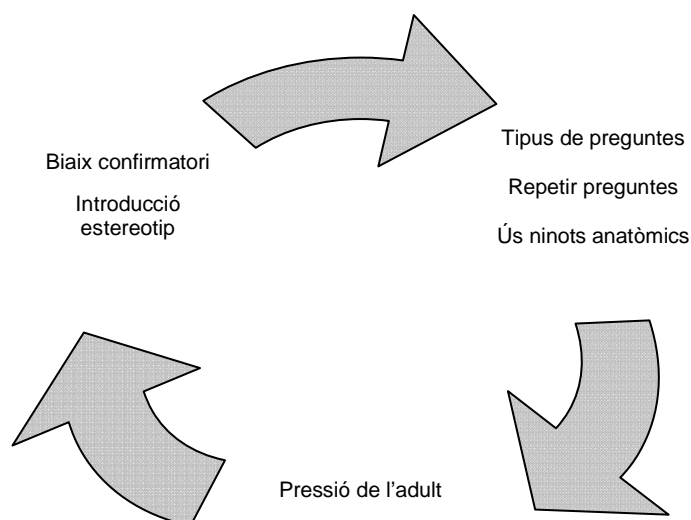 Biaix confirmatori
Introducció
estereotip
Tipus de preguntes
Repetir preguntes
Ús ninots anatòmics
Pressió de l’adult